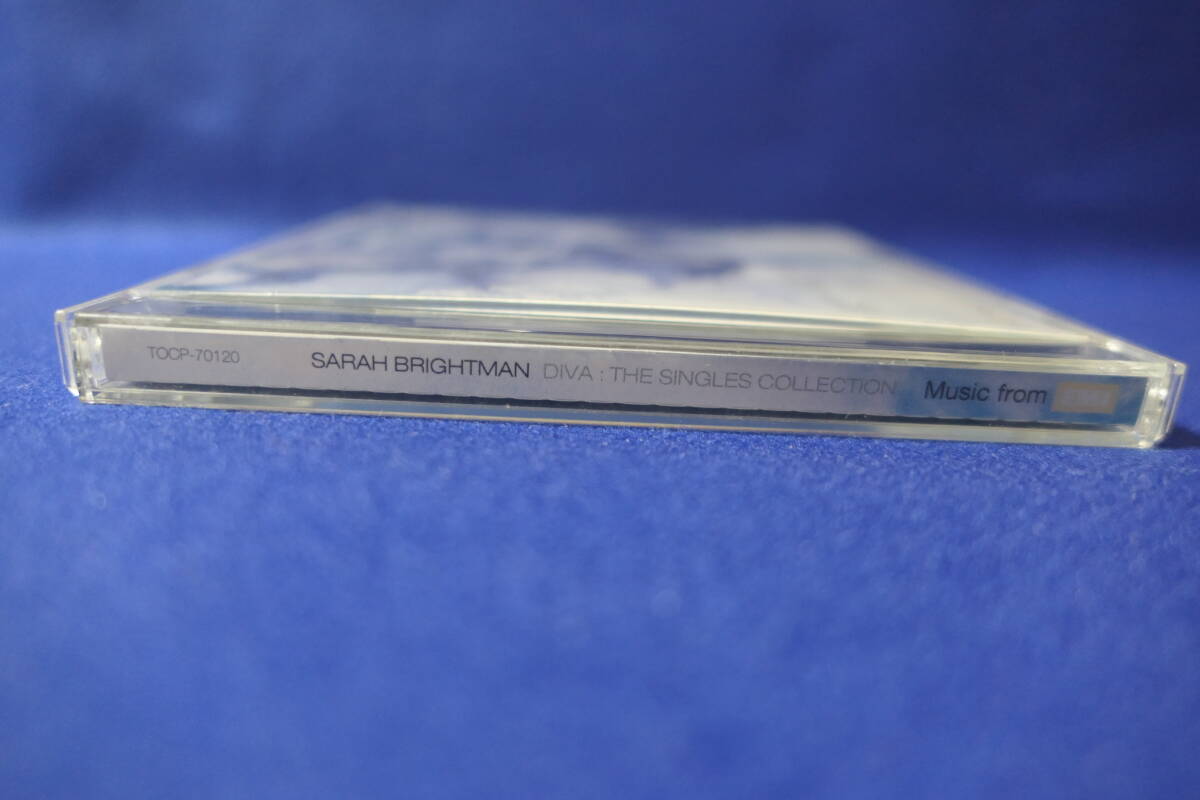 TOCP-70120 SARAH BRIGHTMAN DIVA : THE SINGLES COLLECTION Music from